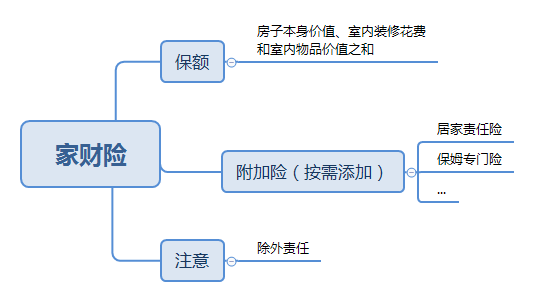 房子本身价值、室内装修花费
和室内物品价值之和
保额
居家责任险
家财险
保姆专门险
附加险（按需添加）
...
除外责任
注意